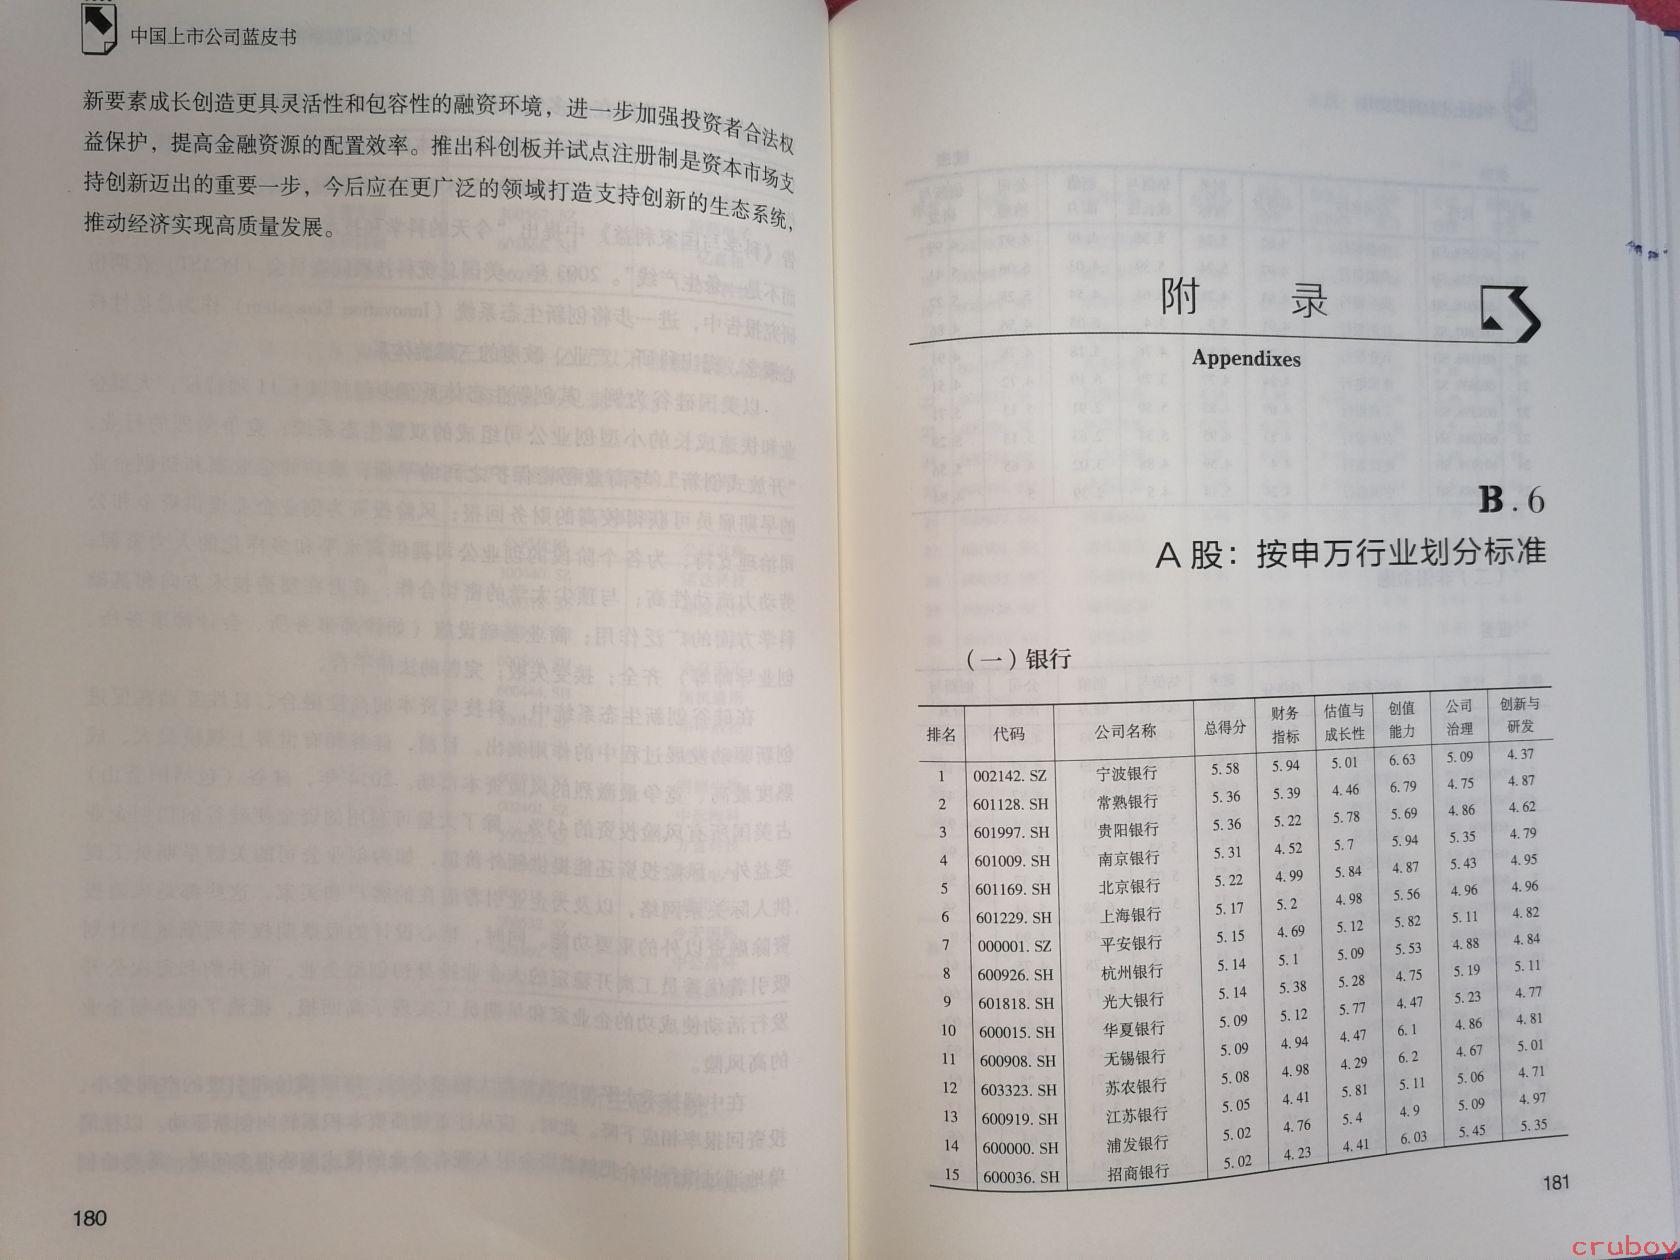 中国上市公司蓝皮书
新要素成长创造更具灵活性和包容性的融资环境，进一步加强投资者合法权
益保护，提高金融资源的配置效率。推出科创板并试点注册制是资本市场支
持创新迈出的重要一步，今后应在更广泛的领域打造支持创新的生态系统，
推动经济实现高质量发展。
180
附 录
Appendixes
B.6
A 股：按申万行业划分标准
（一）银行
排名 代码 公司名称 总得分 财务指标 估值与成长性 创值能力 公司治理 创新与研发
1 002142. SZ 宁波银行 5.58 5.94 5.01 6.63 5.09 4.37
2 601128. SH 常熟银行 5.36 5.39 4.46 6.79 4.75 4.87
3 601997. SH 贵阳银行 5.36 5.22 5.78 5.69 4.86 4.62
4 601009. SH 南京银行 5.31 4.52 5.7 5.94 5.35 4.79
5 601169. SH 北京银行 5.22 4.99 5.84 4.87 5.43 4.95
6 601229. SH 上海银行 5.17 5.2 4.98 5.56 4.96 4.96
7 000001. SZ 平安银行 5.15 4.69 5.12 5.82 5.11 4.82
8 600926. SH 杭州银行 5.14 5.1 5.09 5.53 4.88 4.84
9 601818. SH 光大银行 5.14 5.38 5.28 4.75 5.19 5.11
10 600015. SH 华夏银行 5.09 5.12 5.77 4.47 5.23 4.77
11 600908. SH 无锡银行 5.09 4.94 4.47 6.1 4.86 4.81
12 603323. SH 苏农银行 5.08 4.98 4.29 6.2 4.67 5.01
13 600919. SH 江苏银行 5.05 4.41 5.81 5.11 5.06 4.71
14 600000. SH 浦发银行 5.02 4.76 5.4 4.9 5.09 4.97
15 600036. SH 招商银行 5.02 4.23 4.41 6.03 5.45 5.35
181
cruboy